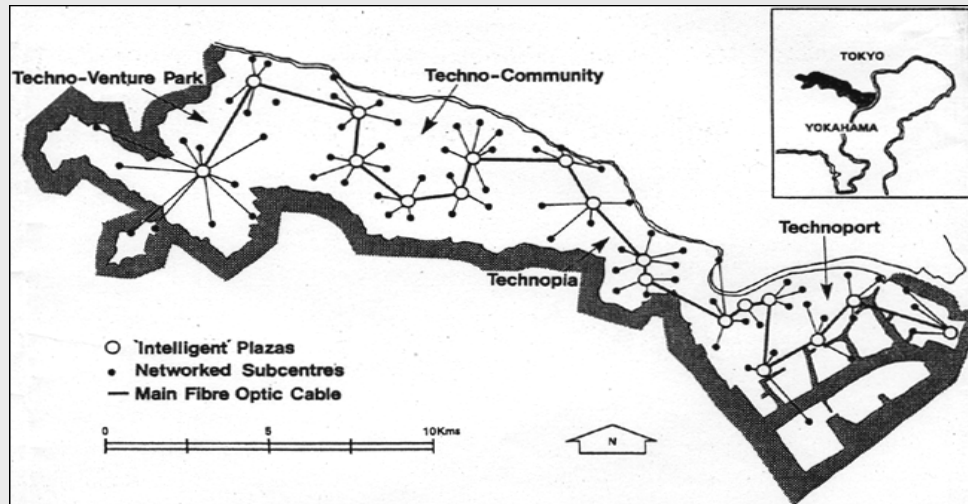 TOKYO
YOKAHAMA
Techno-Venture Park
Techno-Community
Technoport
Technopia
'Intelligent' Plazas
Networked Subcentres
Main Fibre Optic Cable
0 5 10Kms
N